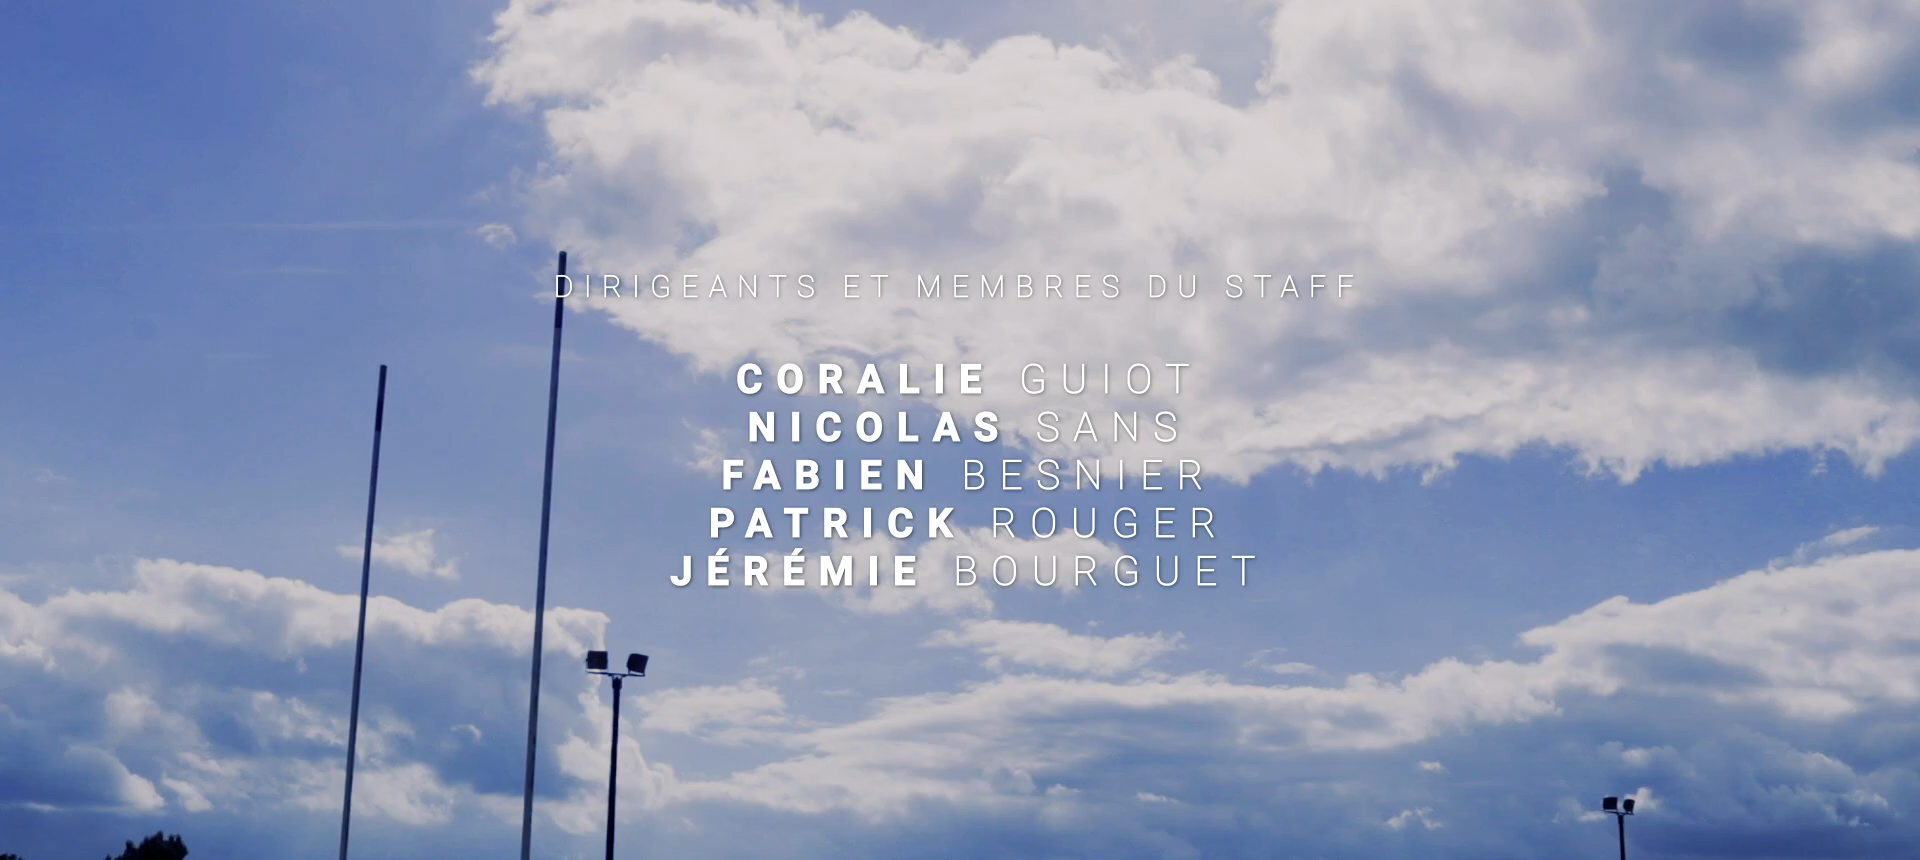 DIRIGEANTS ET MEMBRES DU STAFF
CORALIE GUIOT
NICOLAS SANS
FABIEN BESNIER
PATRICK ROUGER
JÉRÉMIE BOURGUET